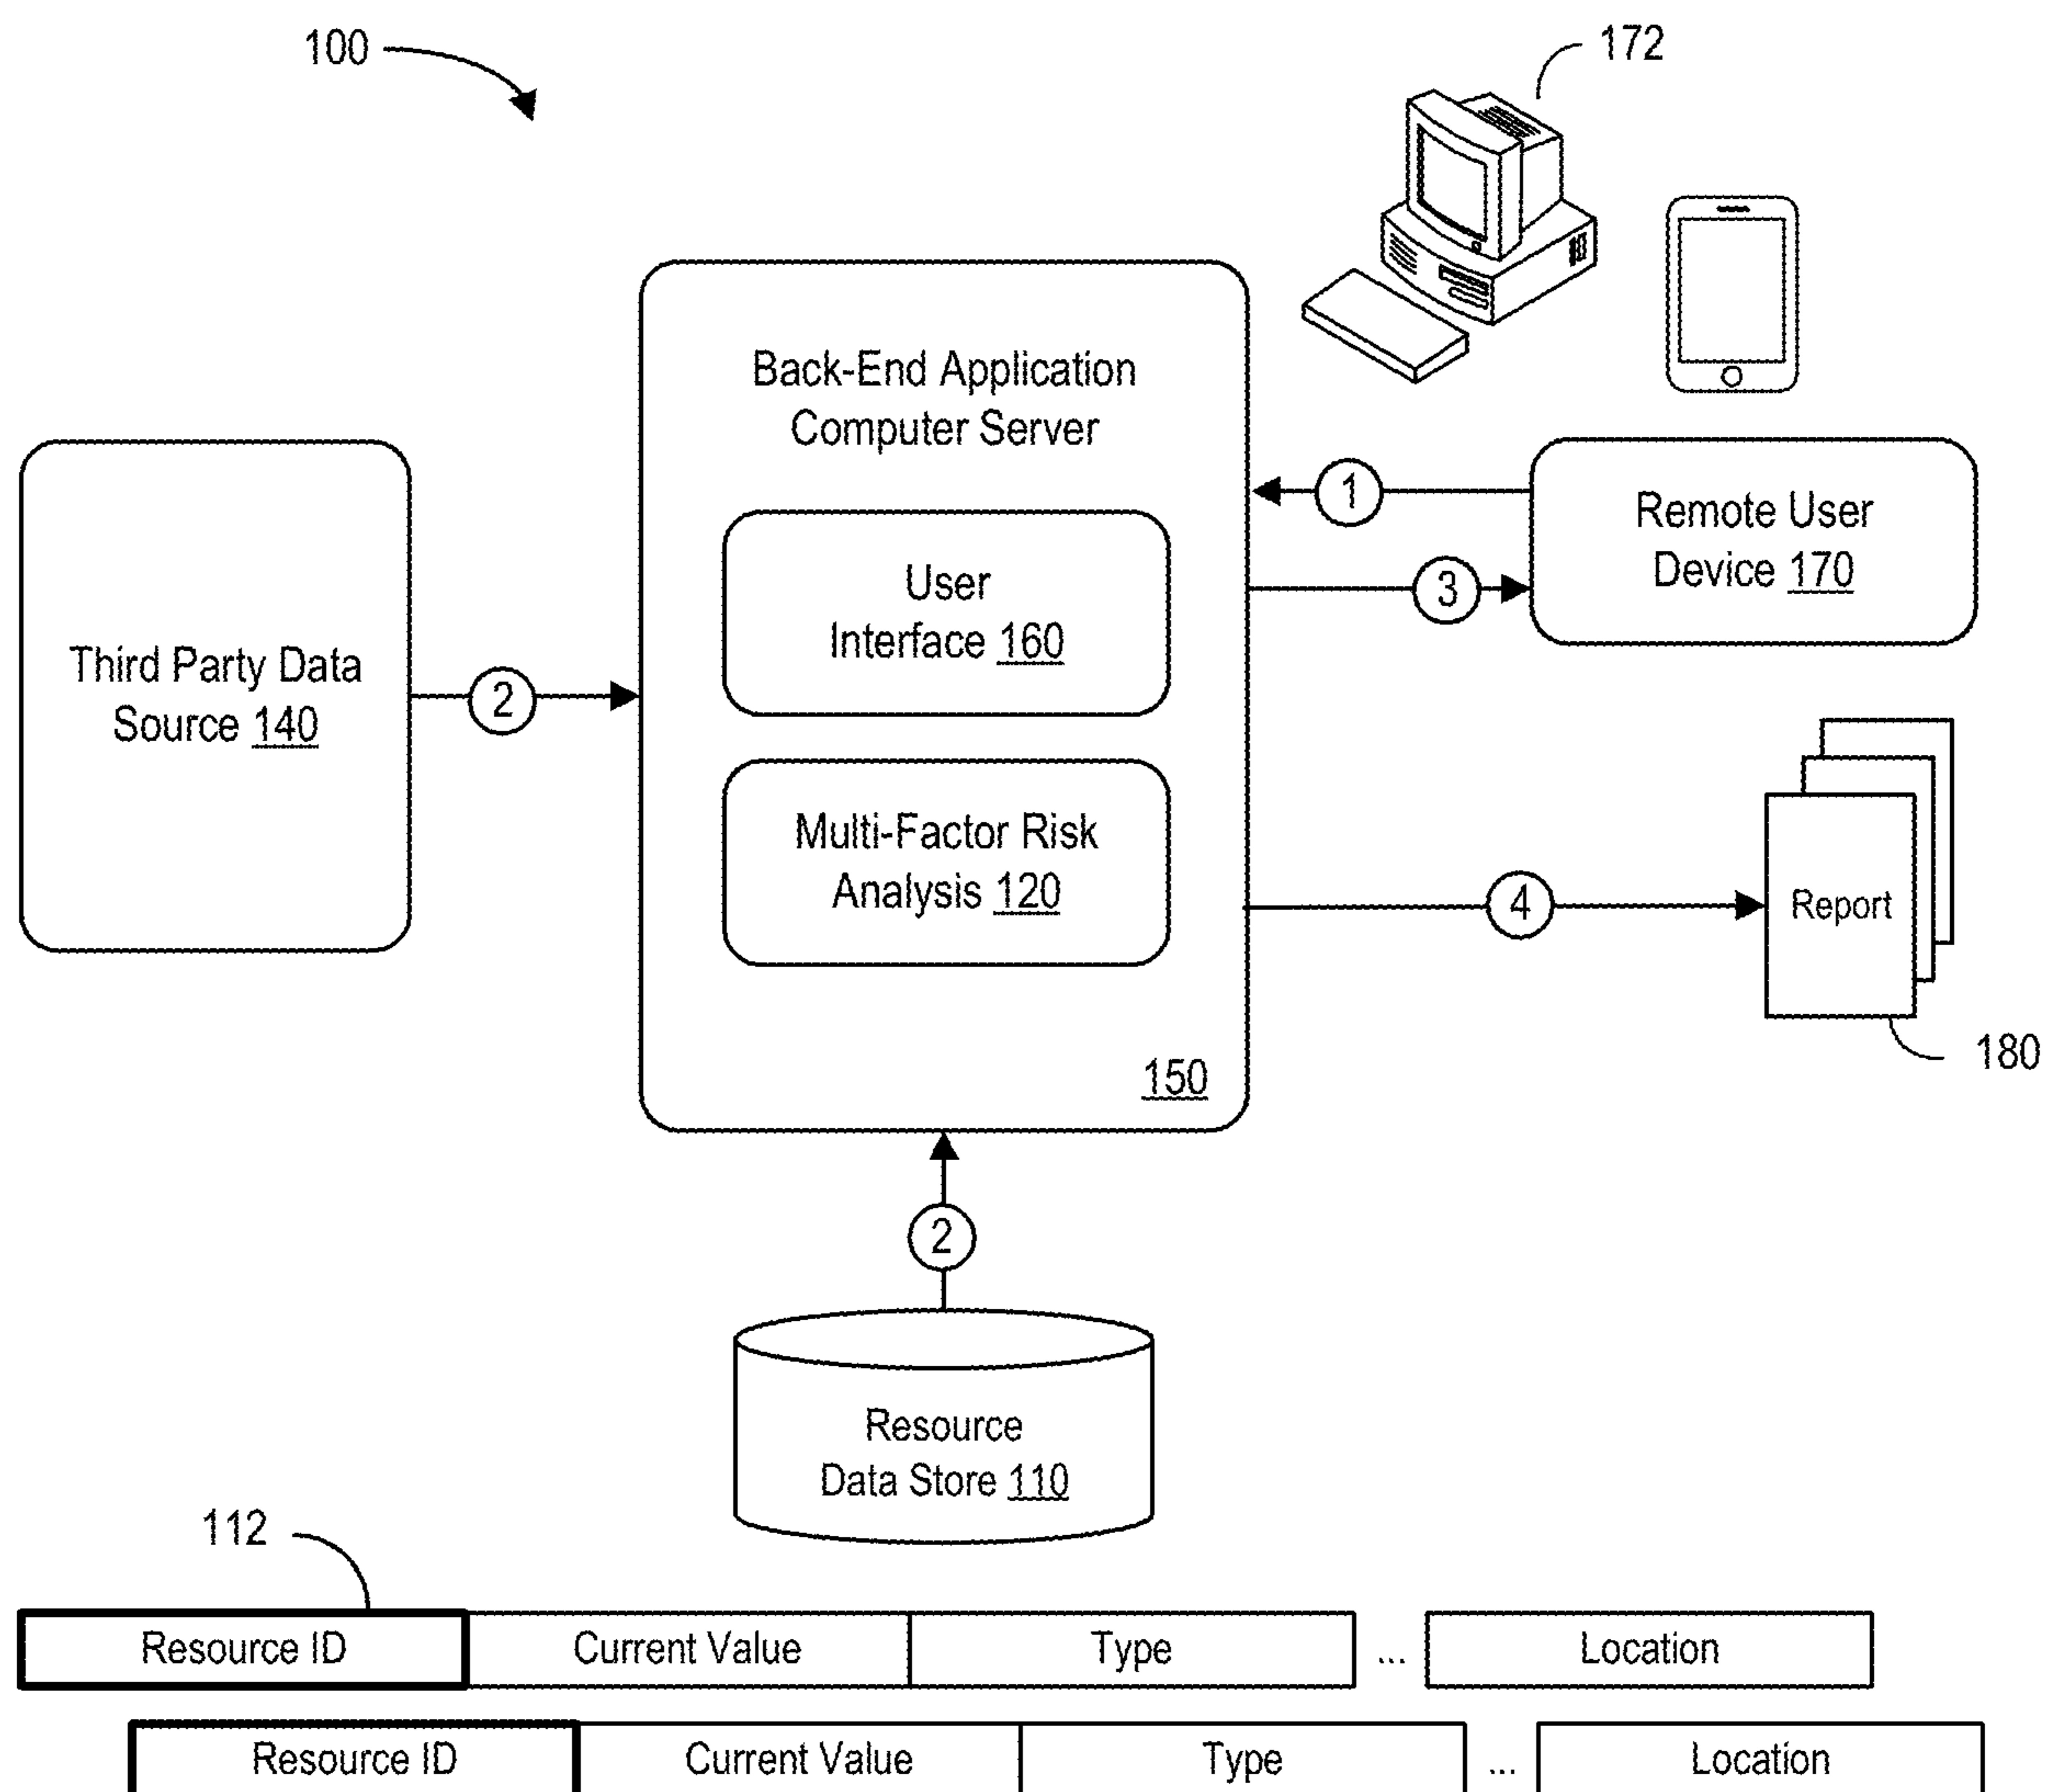 100
172
Back-End Application
Computer Server
1
Remote User
Device 170
3
User
Interface 160
Third Party Data
Source 140
2
Multi-Factor Risk
Analysis 120
4
Report
180
150
2
Resource
Data Store 110
112
Resource ID Current Value Type ... Location
Resource ID Current Value Type ... Location